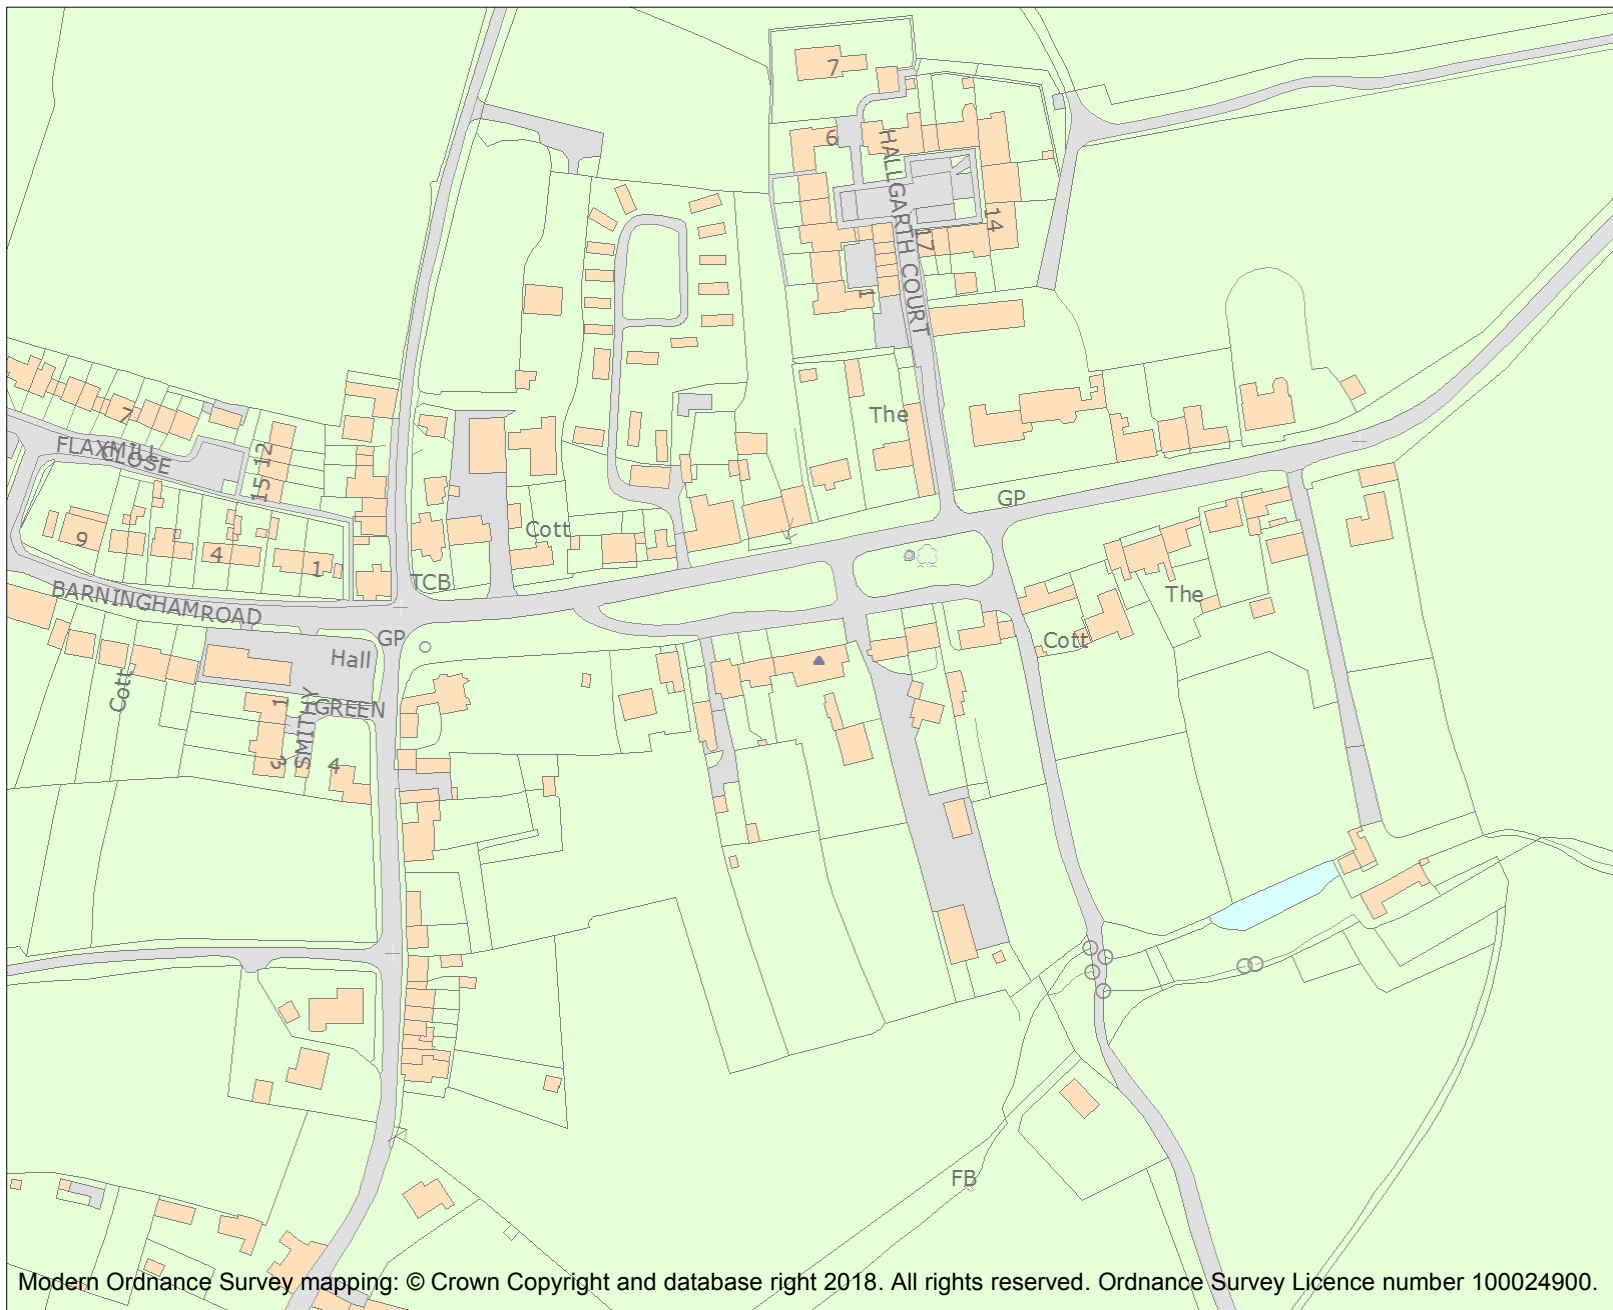 7
6
HALLGARTH COURT
14
17
1
The
7
FLAXMILL
CLOSE
12
15
GP
Cott
9
4
1
TCB
BARNINGHAMROAD
The
GP
Hall
Cott
Cott
1
GREEN
SMITHY
3
4
FB
Modern Ordnance Survey mapping: © Crown Copyright and database right 2018. All rights reserved. Ordnance Survey Licence number 100024900.